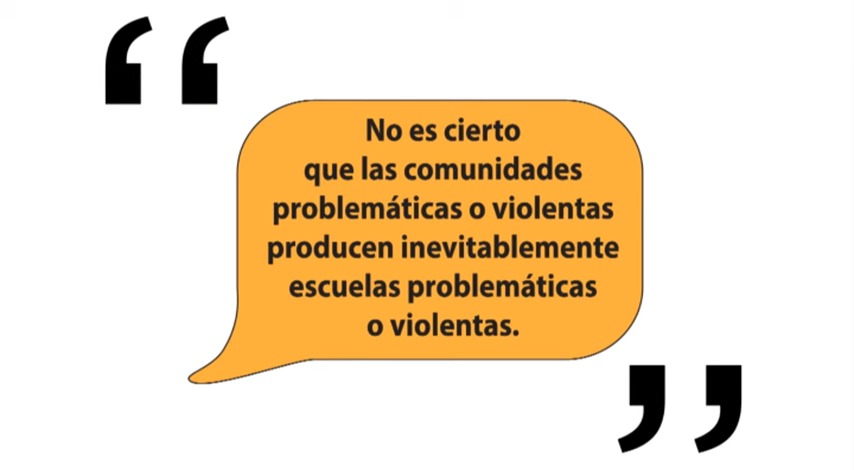 “
No es cierto
que las comunidades
problemáticas o violentas
producen inevitablemente
escuelas problemáticas
o violentas.
”